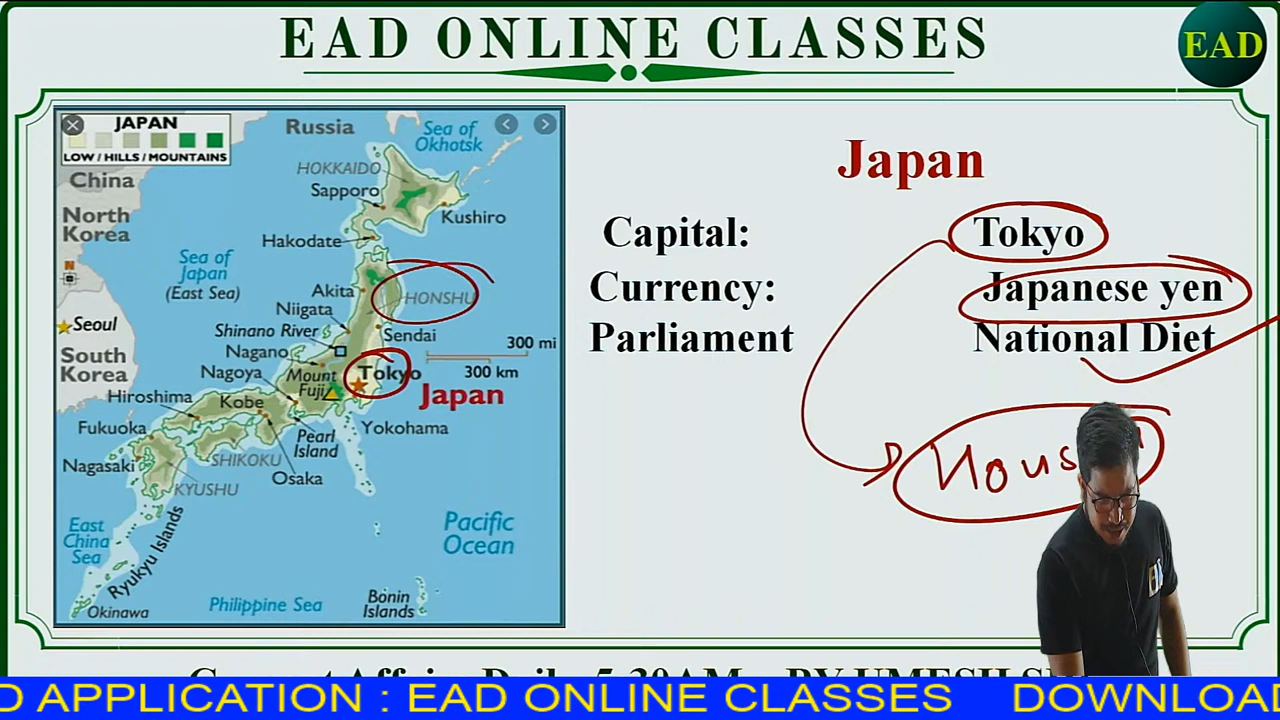 EAD ONLINE CLASSES
EAD
JAPAN
LOW / HILLS / MOUNTAINS
Russia
Sea of
Okhotsk
China
HOKKAIDO
Sapporo
Kushiro
North
Korea
Hakodate
Sea of
Japan
(East Sea)
N
Akita
HONSHU
Niigata
Seoul
Shinano River
Sendai
Nagano
300 mi
South
Korea
Nagoya
Mount
Fuji
Tokyo
300 km
Japan
Hiroshima
Kobe
Fukuoka
Yokohama
Pearl
Island
Nagasaki
SHIKOKU
Osaka
KYUSHU
East
China
Sea
Ryukyu Islands
Pacific
Ocean
Okinawa
Philippine Sea
Bonin
Islands
Japan
Capital: Tokyo
Currency: Japanese yen
Parliament National Diet
D APPLICATION : EAD ONLINE CLASSES DOWNLOAD